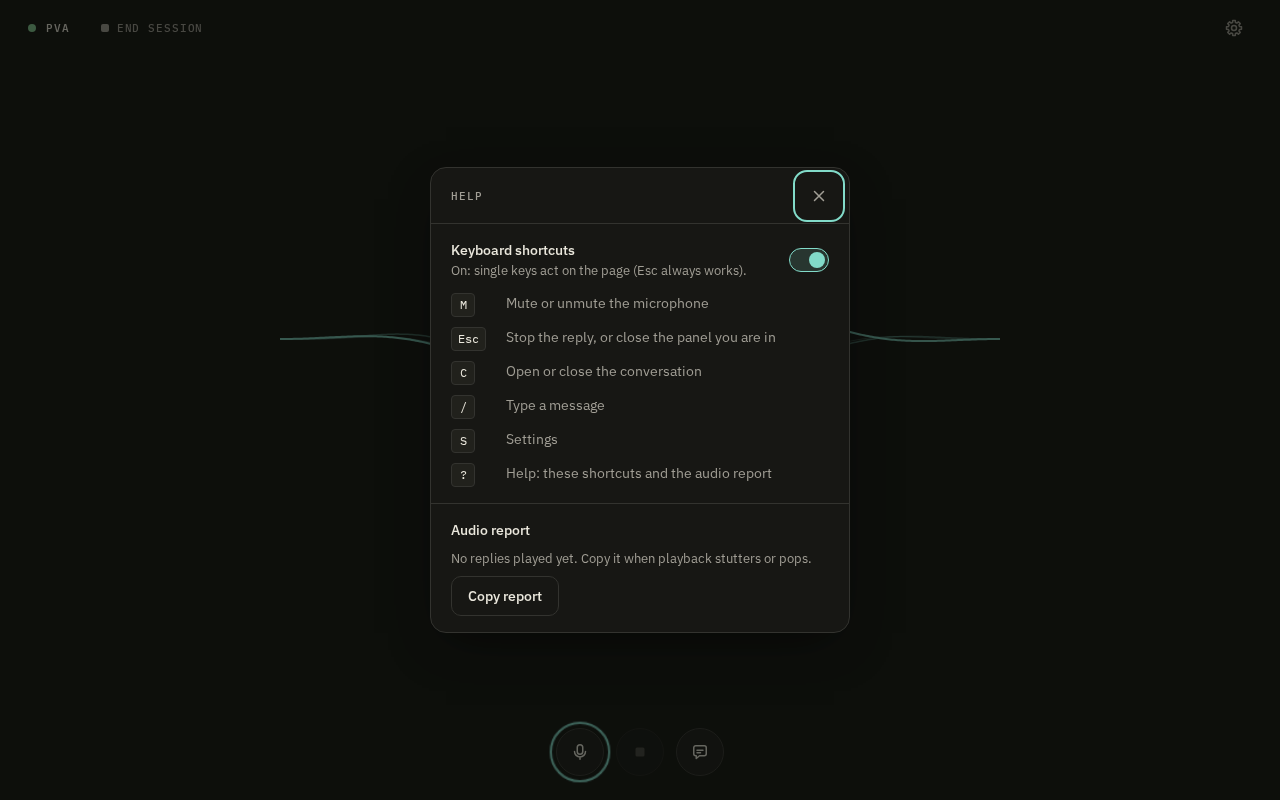 PVA
END SESSION
HELP
Keyboard shortcuts
On: single keys act on the page (Esc always works).
M Mute or unmute the microphone
Esc Stop the reply, or close the panel you are in
C Open or close the conversation
/ Type a message
S Settings
? Help: these shortcuts and the audio report
Audio report
No replies played yet. Copy it when playback stutters or pops.
Copy report